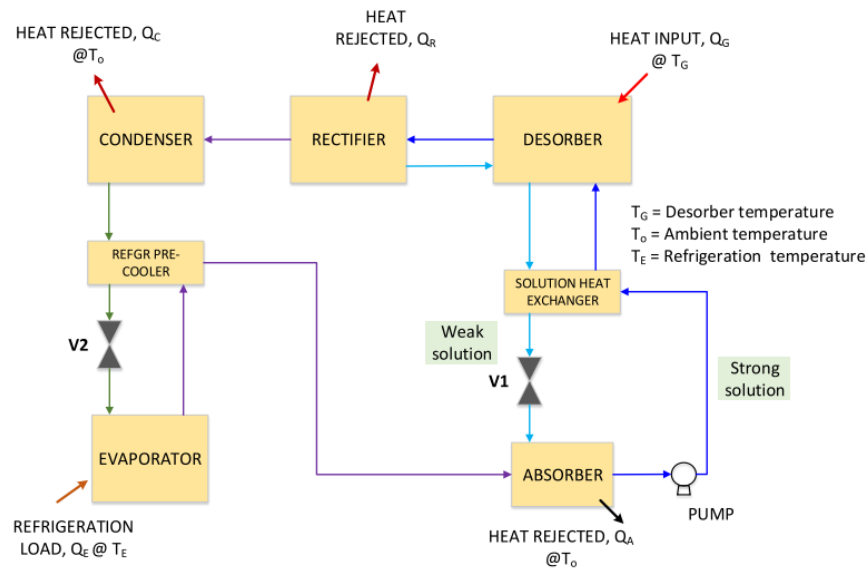 HEAT REJECTED, QC
@To
HEAT
REJECTED, QR
HEAT INPUT, QG
@ TG
CONDENSER
RECTIFIER
DESORBER
TG = Desorber temperature
To = Ambient temperature
TE = Refrigeration temperature
REFGR PRE-
COOLER
SOLUTION HEAT
EXCHANGER
V2
Weak
solution
V1
Strong
solution
EVAPORATOR
ABSORBER
PUMP
REFRIGERATION
LOAD, QE @ TE
HEAT REJECTED, QA
@To